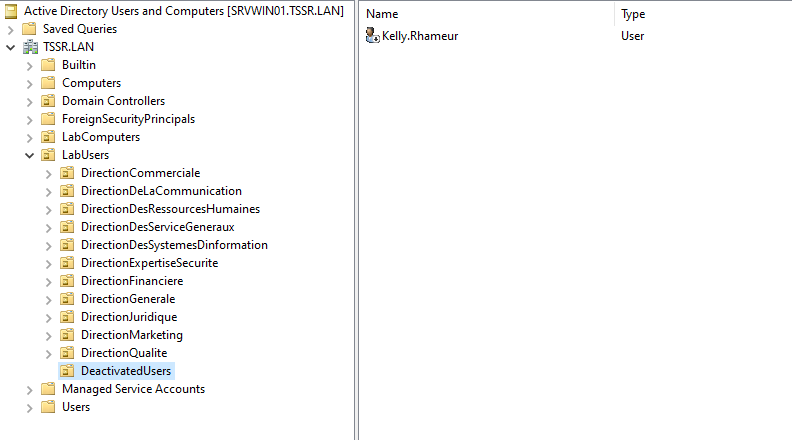 Active Directory Users and Computers [SRVWIN01.TSSR.LAN]
Saved Queries
TSSR.LAN
Builtin
Computers
Domain Controllers
ForeignSecurityPrincipals
LabComputers
LabUsers
DirectionCommerciale
DirectionDeLaCommunication
DirectionDesRessourcesHumaines
DirectionDesServiceGeneraux
DirectionDesSystemesDinformation
DirectionExpertiseSecurite
DirectionFinanciere
DirectionGenerale
DirectionJuridique
DirectionMarketing
DirectionQualite
DeactivatedUsers
Managed Service Accounts
Users
Name Type
Kelly.Rhameur User